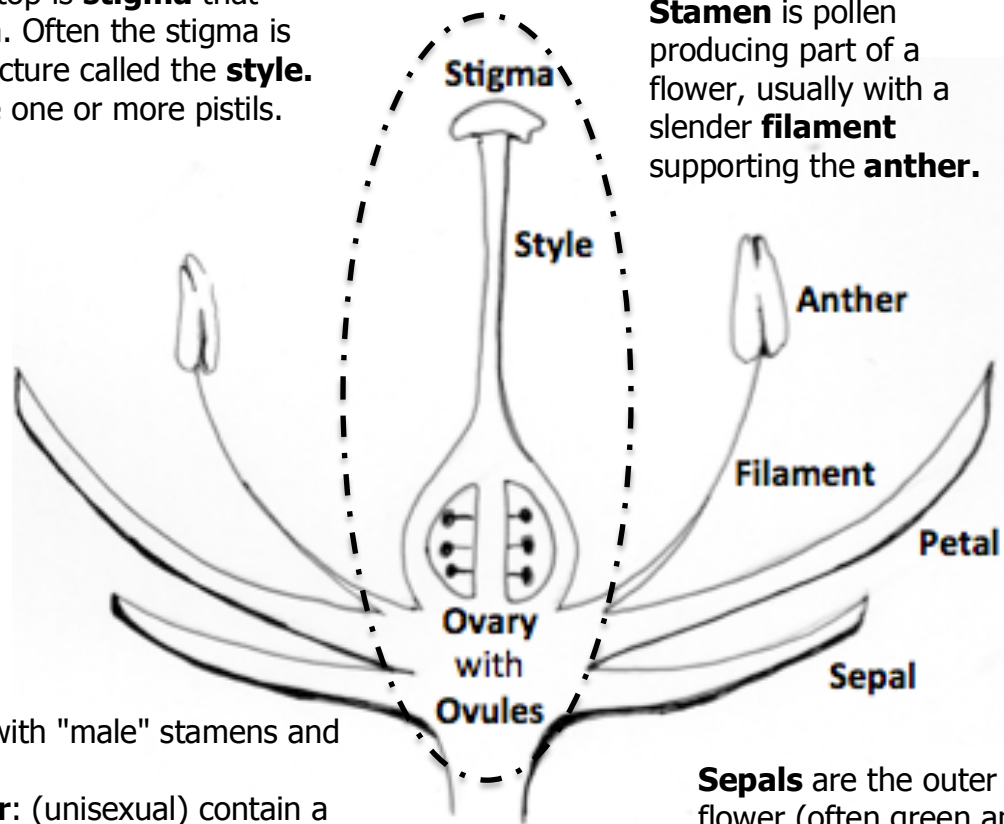 top is stigma that
. Often the stigma is
cture called the style.
one or more pistils.
Stamen is pollen
producing part of a
flower, usually with a
slender filament
supporting the anther.
Stigma
Style
Anther
Filament
Petal
Ovary
with
Ovules
Sepal
with "male" stamens and
r: (unisexual) contain a
Sepals are the outer
flower (often green an